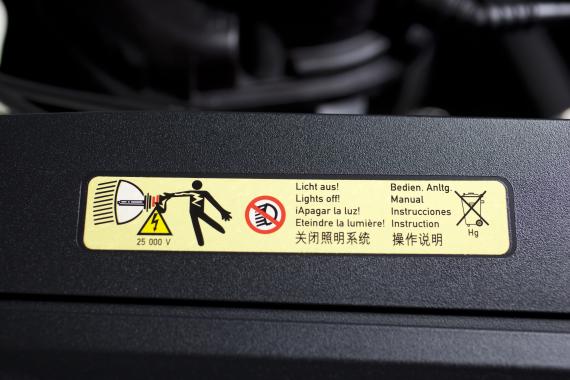 25 000 V
Licht aus!
Lights off!
¡Apagar la luz!
Eteindre la lumière!
关闭照明系统
Bedien. Anltg.
Manual
Instrucciones
Instruction
操作说明
Hg